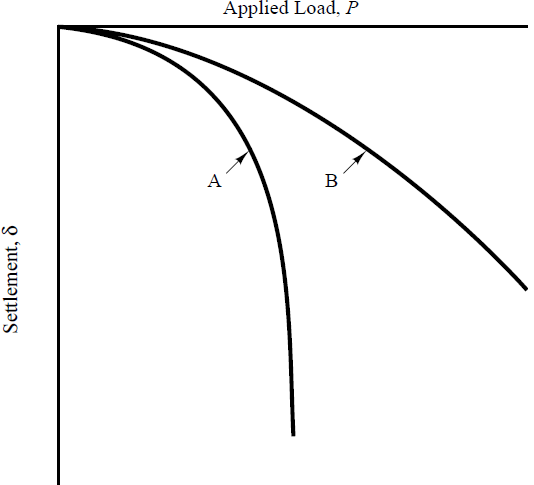 Applied Load, P
A
B
Settlement, δ